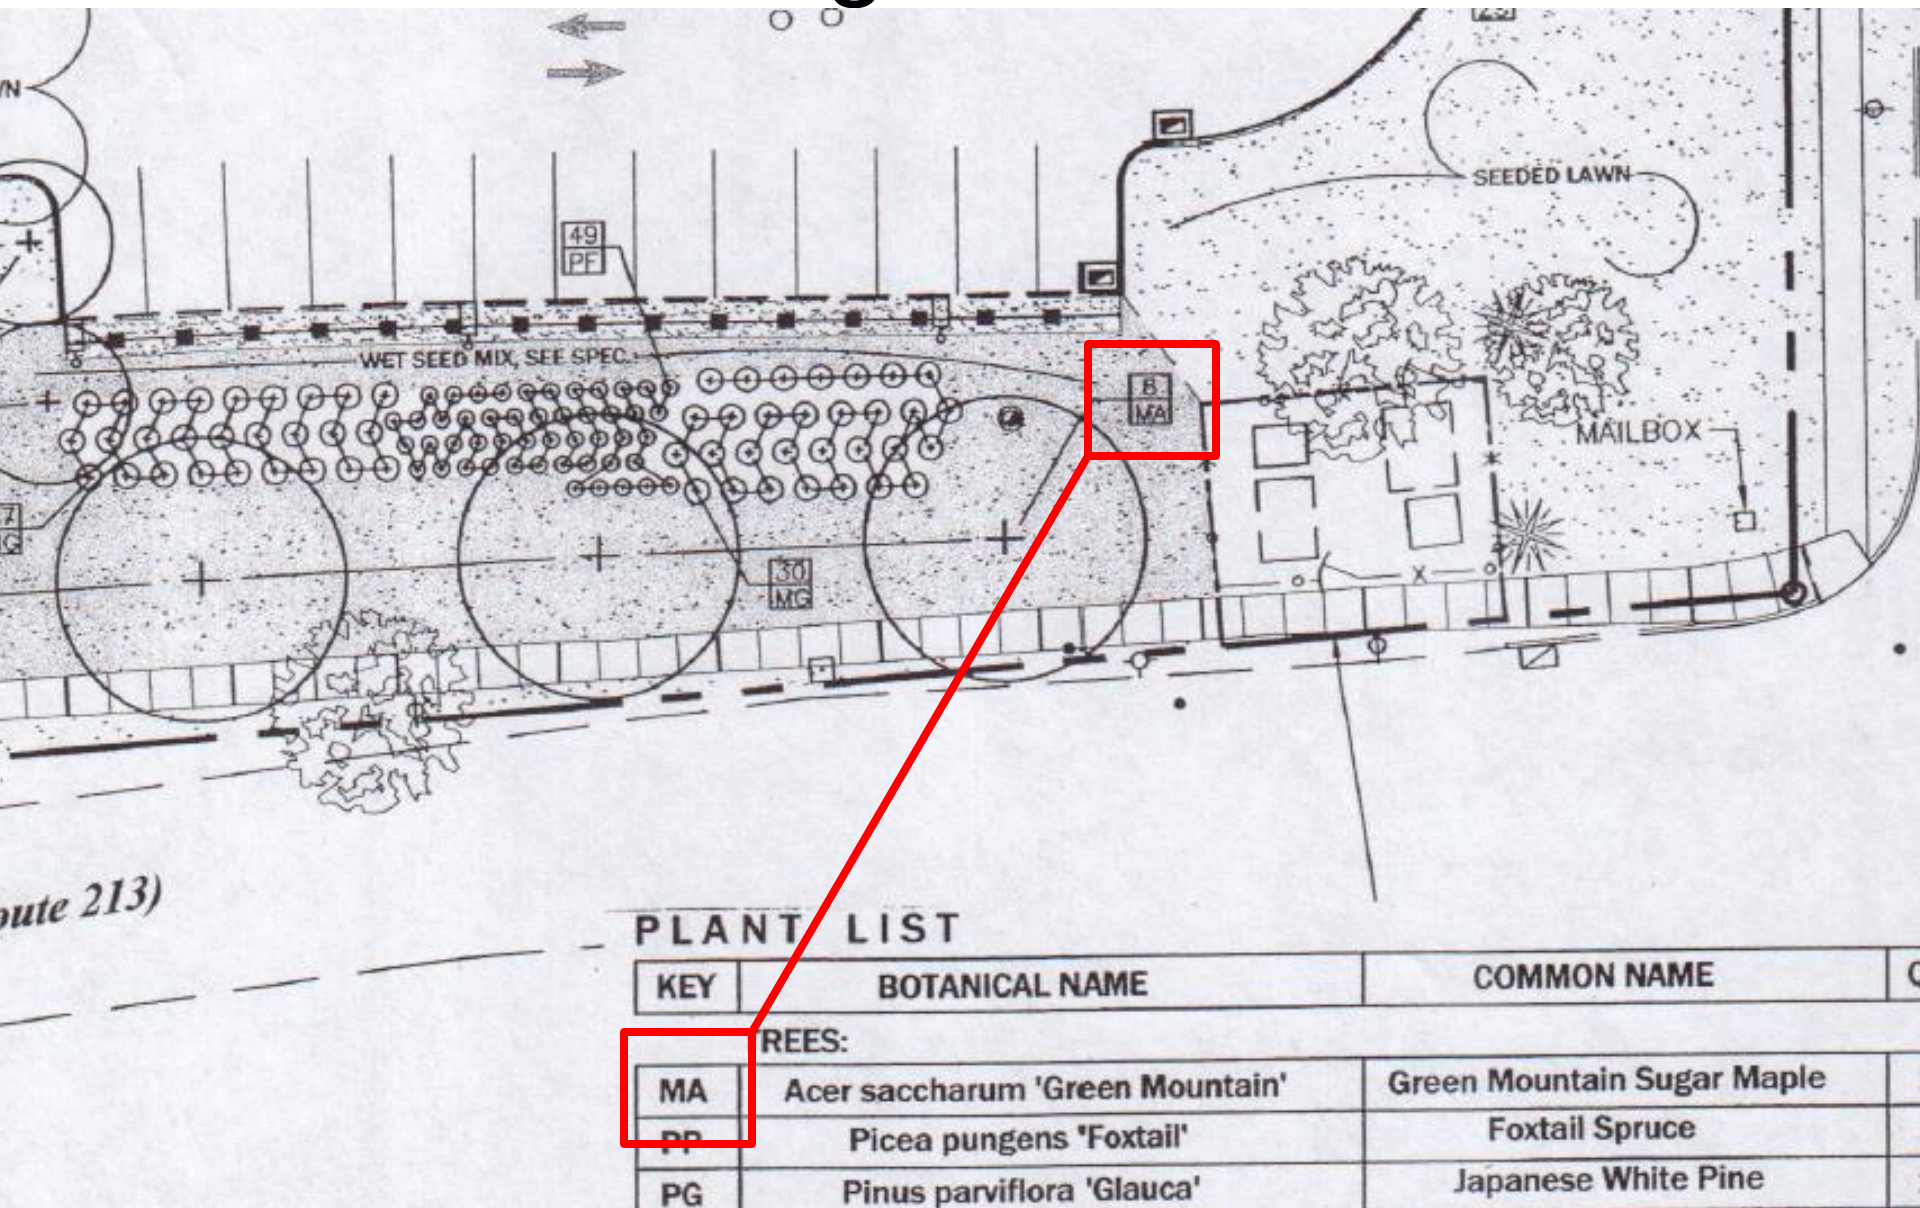 SEEDED LAWN
49
PF
WET SEED MIX, SEE SPEC.
MA
MAILBOX
30
MG
oute 213)
PLANT LIST
KEY BOTANICAL NAME COMMON NAME
TREES:
MA Acer saccharum 'Green Mountain' Green Mountain Sugar Maple
PP Picea pungens 'Foxtail' Foxtail Spruce
PG Pinus parviflora 'Glauca' Japanese White Pine